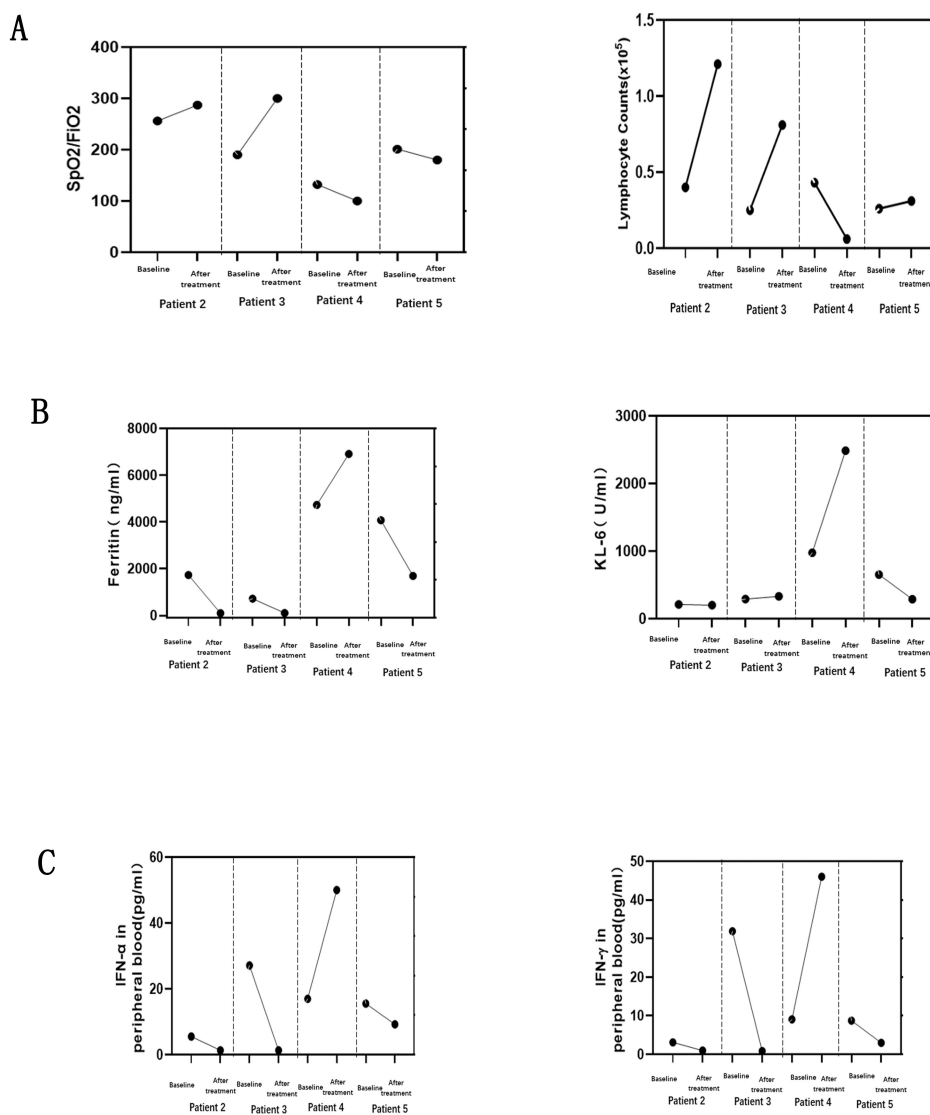 A
SpO2/FiO2
400
300
200
100
0
Baseline
After
treatment
Baseline
After
treatment
Baseline
After
treatment
Baseline
After
treatment
Patient 2
Patient 3
Patient 4
Patient 5
Lymphocyte Counts(x10⁵)
1.5
1.0
0.5
0.0
Baseline
After
treatment
Baseline
After
treatment
Baseline
After
treatment
Baseline
After
treatment
Patient 2
Patient 3
Patient 4
Patient 5
B
Ferritin( ng/ml)
8000
6000
4000
2000
0
Baseline
After
treatment
Baseline
After
treatment
Baseline
After
treatment
Baseline
After
treatment
Patient 2
Patient 3
Patient 4
Patient 5
KL-6( U/ml)
3000
2000
1000
0
Baseline
After
treatment
Baseline
After
treatment
Baseline
After
treatment
Baseline
After
treatment
Patient 2
Patient 3
Patient 4
Patient 5
C
IFN-α in
peripheral blood(pg/ml)
60
40
20
0
Baseline
After
treatment
Baseline
After
treatment
Baseline
After
treatment
Baseline
After
treatment
Patient 2
Patient 3
Patient 4
Patient 5
IFN-γ in
peripheral blood(pg/ml)
50
40
30
20
10
0
Baseline
After
treatment
Baseline
After
treatment
Baseline
After
treatment
Baseline
After
treatment
Patient 2
Patient 3
Patient 4
Patient 5